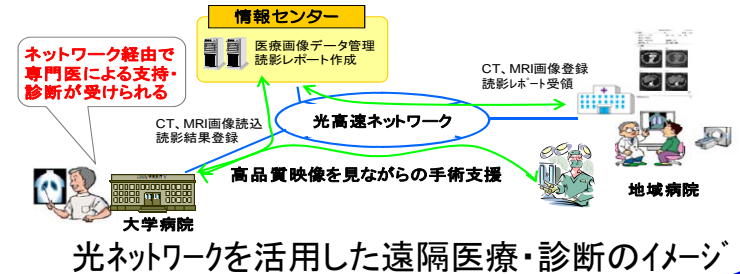 情報センター
医療画像データ管理
読影レポート作成
ネットワーク経由で
専門医による支持・
診断が受けられる
CT、MRI画像登録
読影ﾚﾎﾟｰﾄ受領
CT、MRI画像読込
読影結果登録
光高速ネットワーク
高品質映像を見ながらの手術支援
地域病院
大学病院
光ﾈｯﾄﾜｰｸを活用した遠隔医療・診断のｲﾒｰｼﾞ